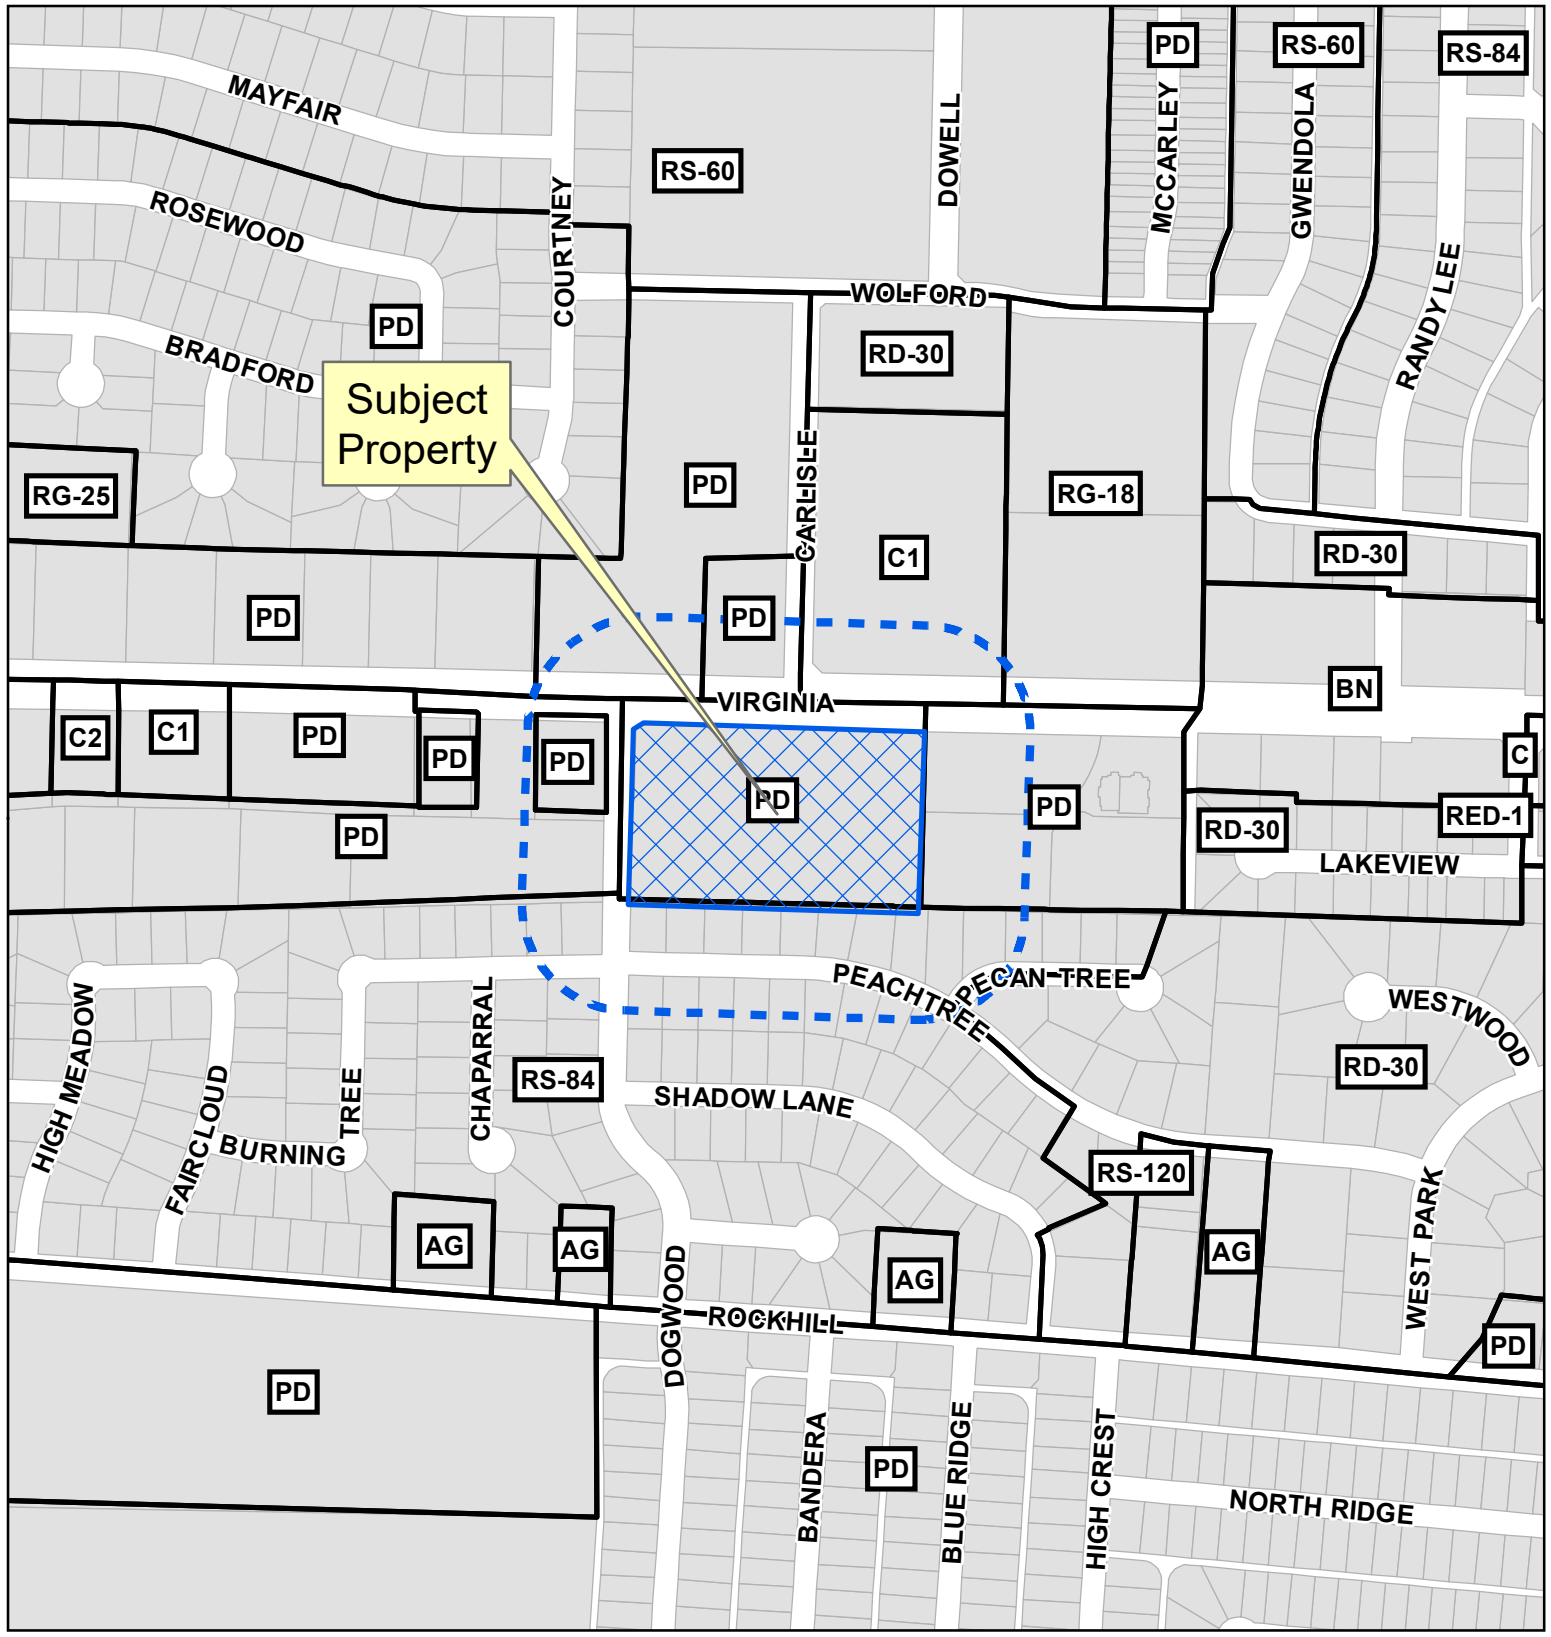 PD
RS-60
RS-84
MAYFAIR
DOWELL
MCCARLEY
GWENDOLA
RS-60
ROSEWOOD
COURTNEY
WOLFORD
RANDY LEE
PD
BRADFORD
RD-30
Subject
Property
RG-25
PD
CARLISLE
RG-18
C1
RD-30
PD
PD
BN
VIRGINIA
C2
C1
PD
PD
PD
C
PD
PD
RED-1
RD-30
PD
LAKEVIEW
PEACHTREE
PECAN TREE
WESTWOOD
HIGH MEADOW
FAIRCLOUD
BURNING TREE
CHAPARRAL
RS-84
SHADOW LANE
RD-30
RS-120
WEST PARK
AG
AG
AG
AG
DOGWOOD
ROCKHILL
PD
PD
BANDERA
PD
BLUE RIDGE
HIGH CREST
NORTH RIDGE